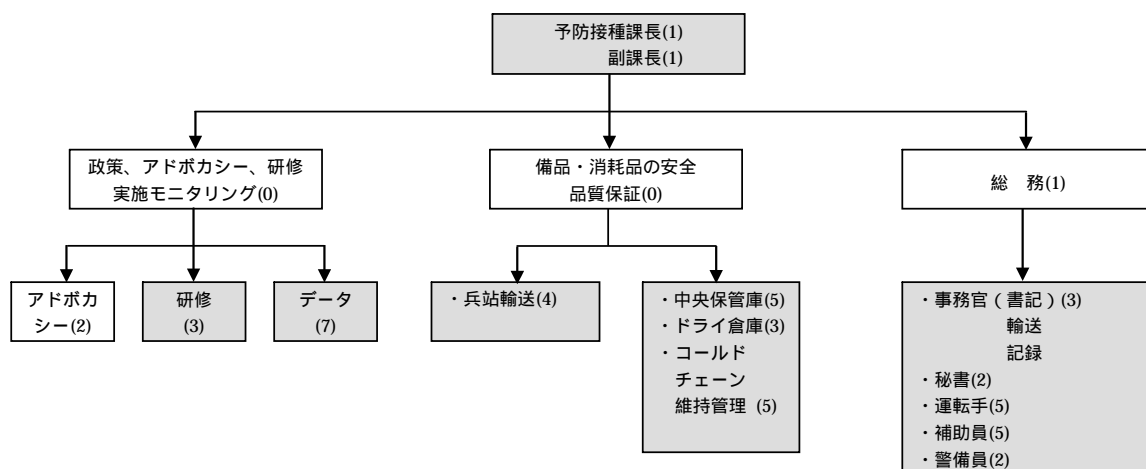 予防接種課長(1)
副課長(1)
政策、アドボカシー、研修
実施モニタリング(0)
備品・消耗品の安全
品質保証(0)
総　務(1)
アドボカ
シー(2)
研修
(3)
データ
(7)
・兵站輸送(4)
・中央保管庫(5)
・ドライ倉庫(3)
・コールド
チェーン
維持管理 (5)
・事務官（書記）(3)
輸送
記録
・秘書(2)
・運転手(5)
・補助員(5)
・警備員(2)